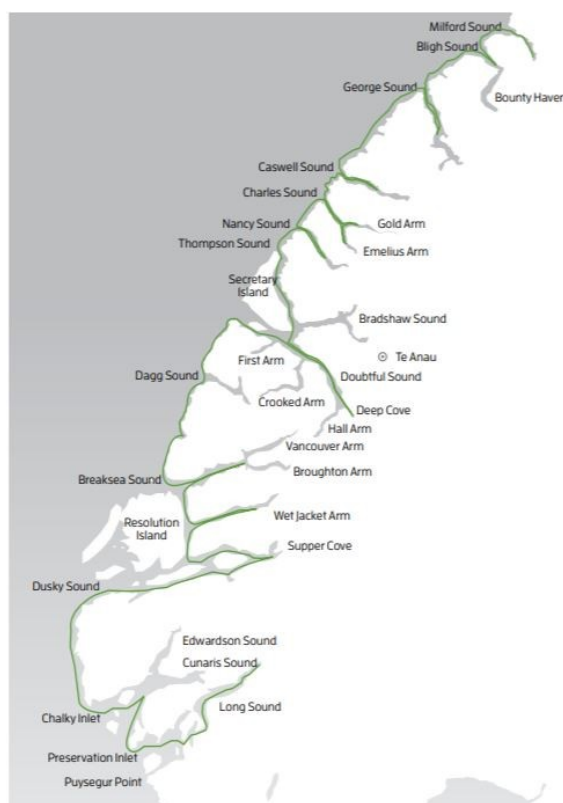 Milford Sound
Bligh Sound
George Sound
Bounty Haven
Caswell Sound
Charles Sound
Nancy Sound
Gold Arm
Thompson Sound
Emelius Arm
Secretary
Island
Bradshaw Sound
First Arm
Te Anau
Dagg Sound
Doubtful Sound
Crooked Arm
Deep Cove
Hall Arm
Vancouver Arm
Breaksea Sound
Broughton Arm
Resolution
Island
Wet Jacket Arm
Supper Cove
Dusky Sound
Edwardson Sound
Cunaris Sound
Chalky Inlet
Long Sound
Preservation Inlet
Puysegur Point